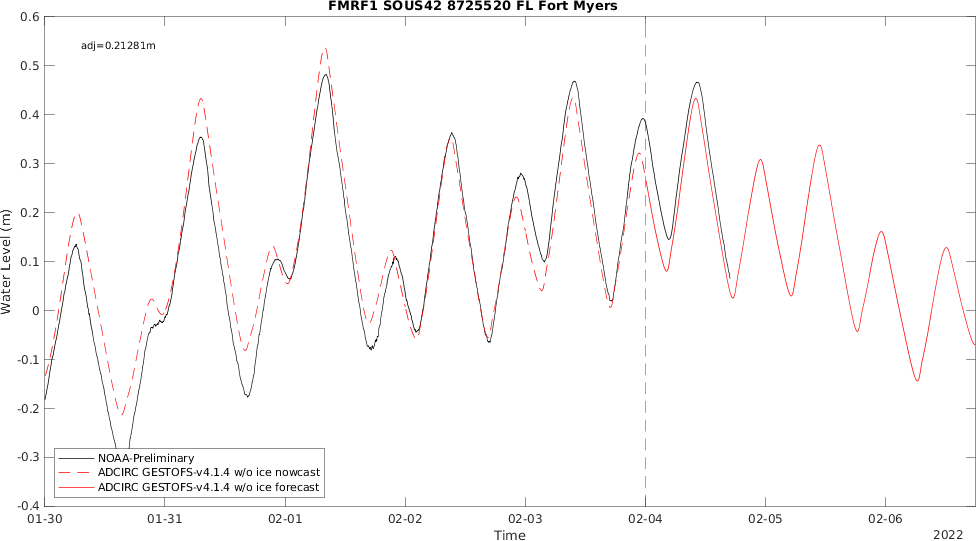 FMRF1 SOUS42 8725520 FL Fort Myers
adj=0.21281m
Water Level (m)
0.6
0.5
0.4
0.3
0.2
0.1
0
-0.1
-0.2
-0.3
-0.4
NOAA-Preliminary
ADCIRC GESTOFS-v4.1.4 w/o ice nowcast
ADCIRC GESTOFS-v4.1.4 w/o ice forecast
01-30 01-31 02-01 02-02 02-03 02-04 02-05 02-06
Time
2022